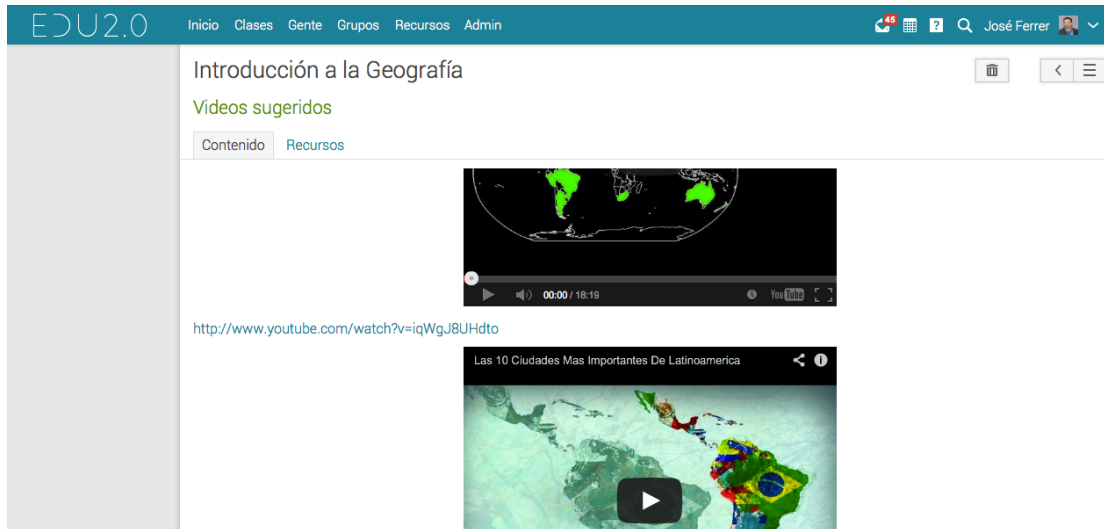 EDU2.0 Inicio Clases Gente Grupos Recursos Admin 45 ? José Ferrer
Introducción a la Geografía
Videos sugeridos
Contenido Recursos
00:00 / 18:19 YouTube
http://www.youtube.com/watch?v=iqWgJ8UHdto
Las 10 Ciudades Mas Importantes De Latinoamerica